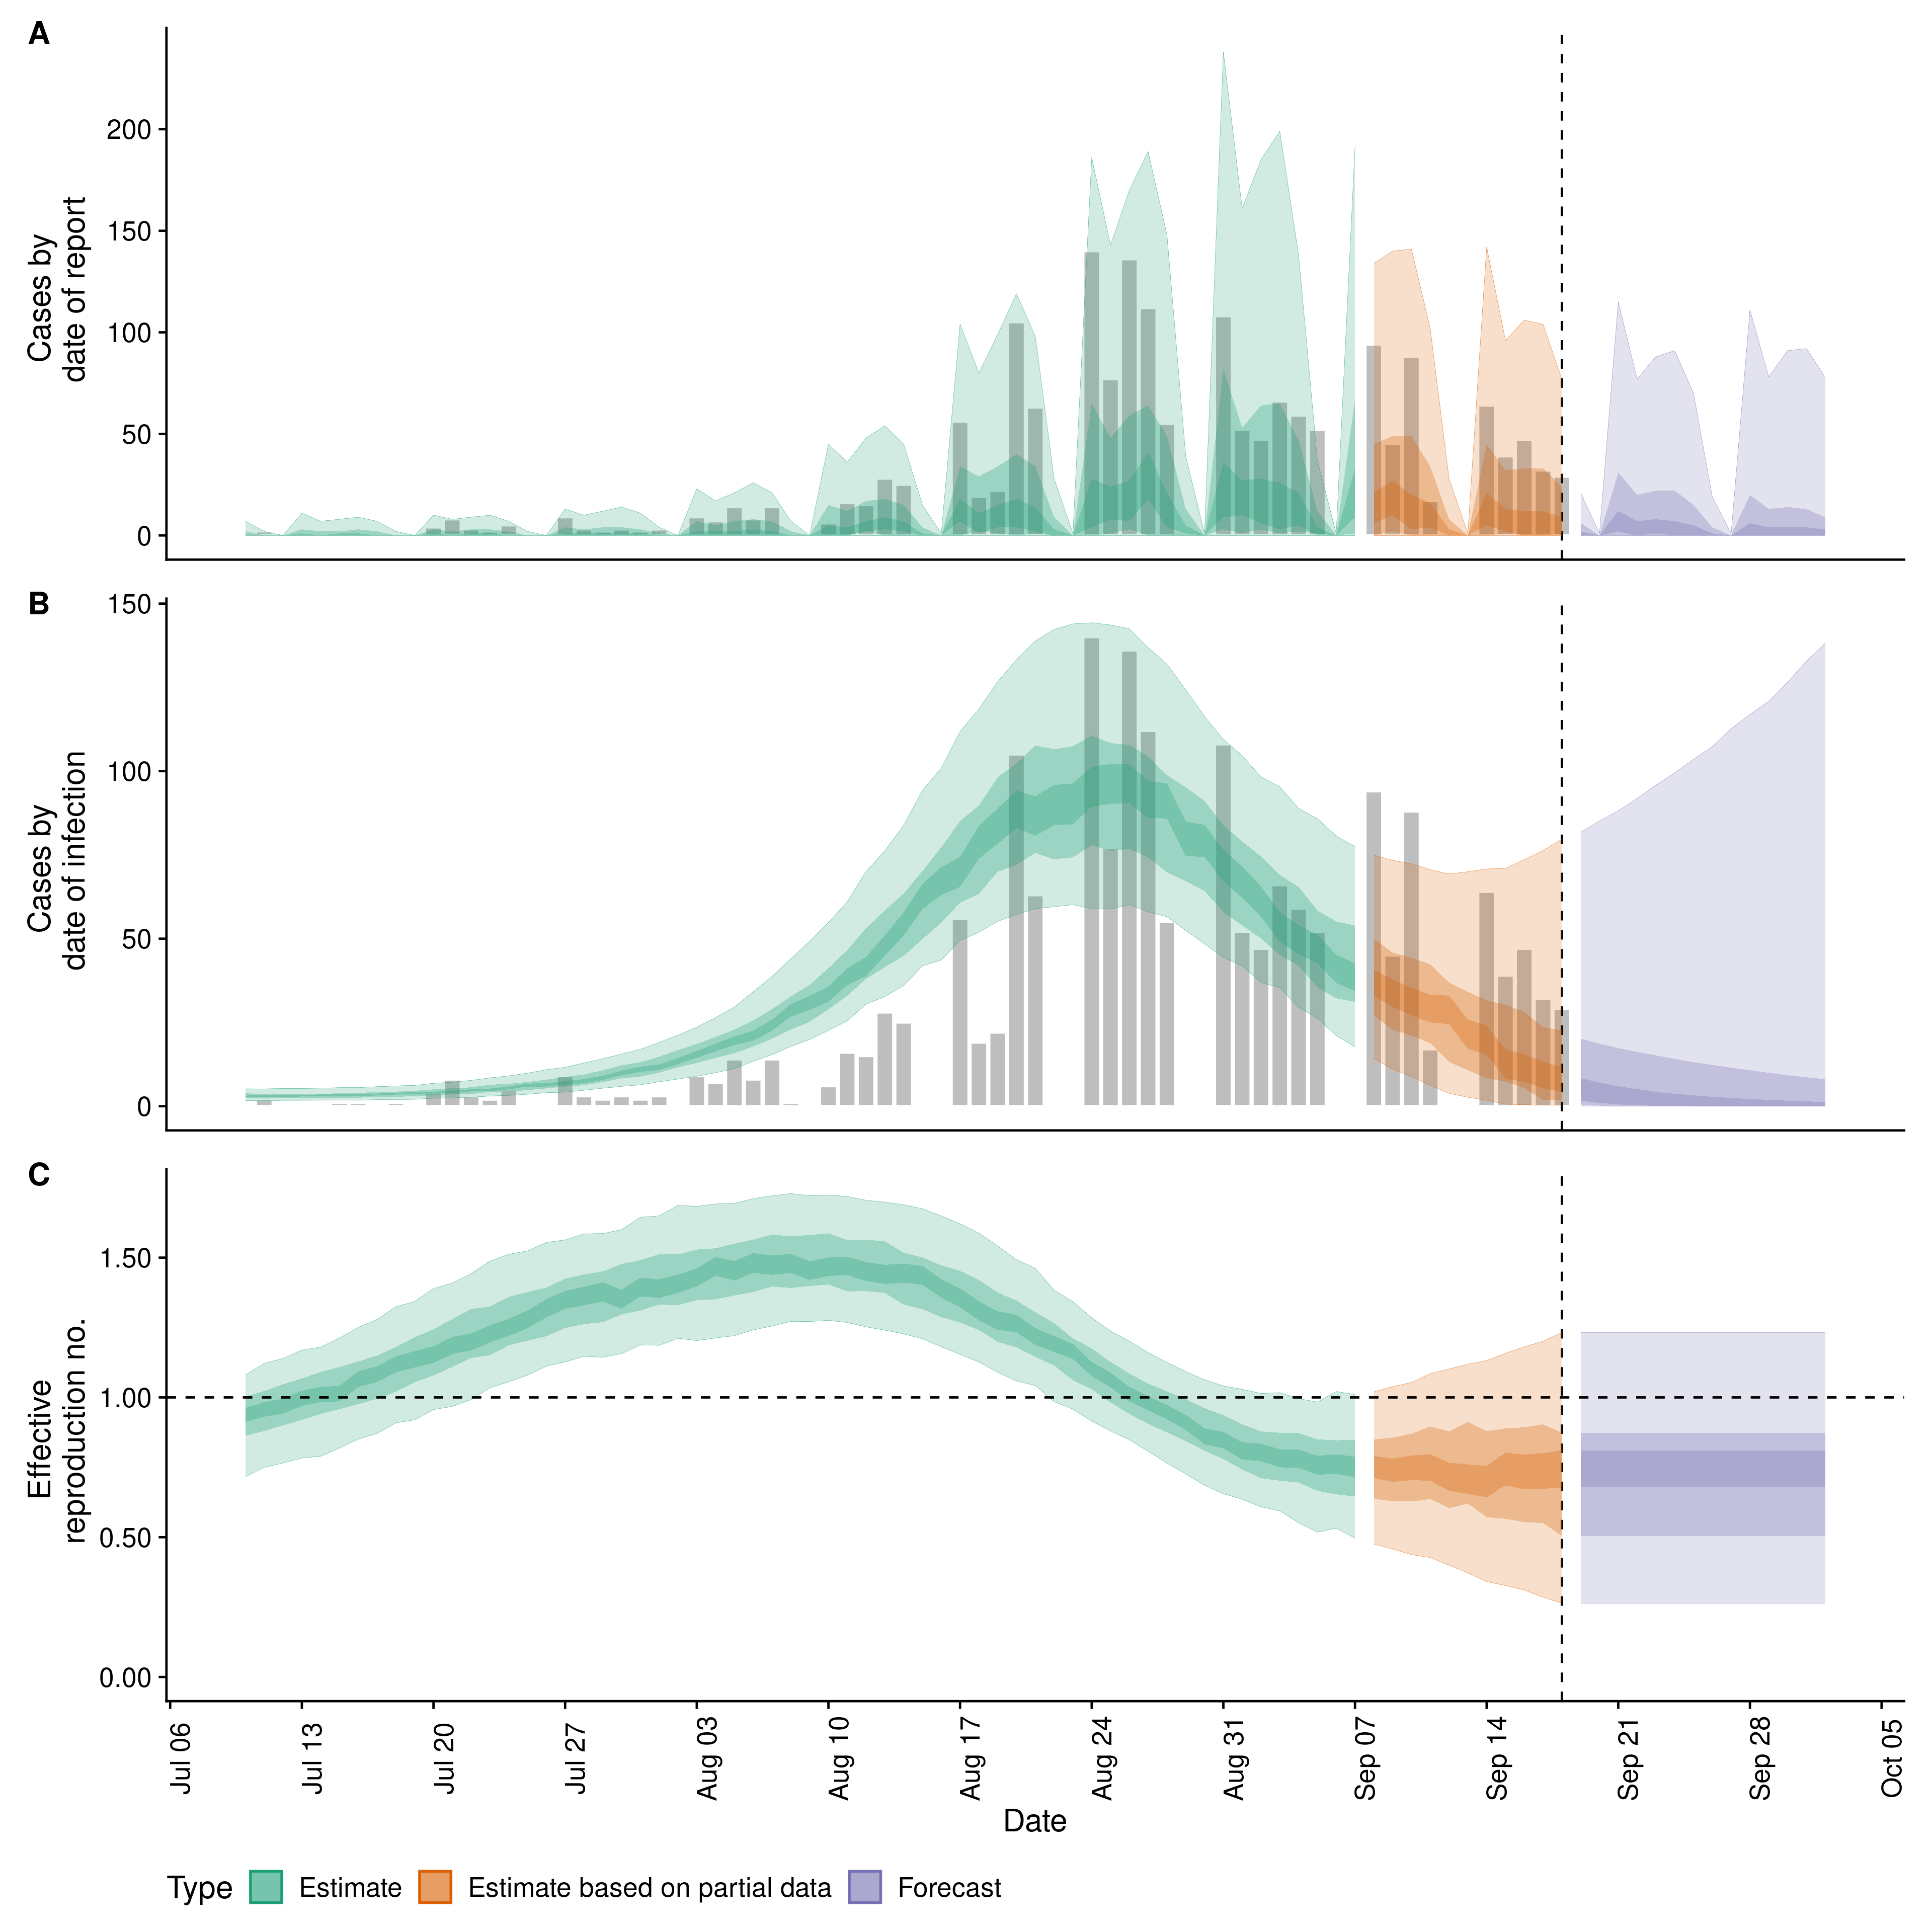 A
200
150
100
50
0
Cases by
date of report
B
150
100
50
0
Cases by
date of infection
C
1.50
1.00
0.50
0.00
Effective
reproduction no.
Jul 06
Jul 13
Jul 20
Jul 27
Aug 03
Aug 10
Aug 17
Aug 24
Aug 31
Sep 07
Sep 14
Sep 21
Sep 28
Oct 05
Date
Type Estimate Estimate based on partial data Forecast